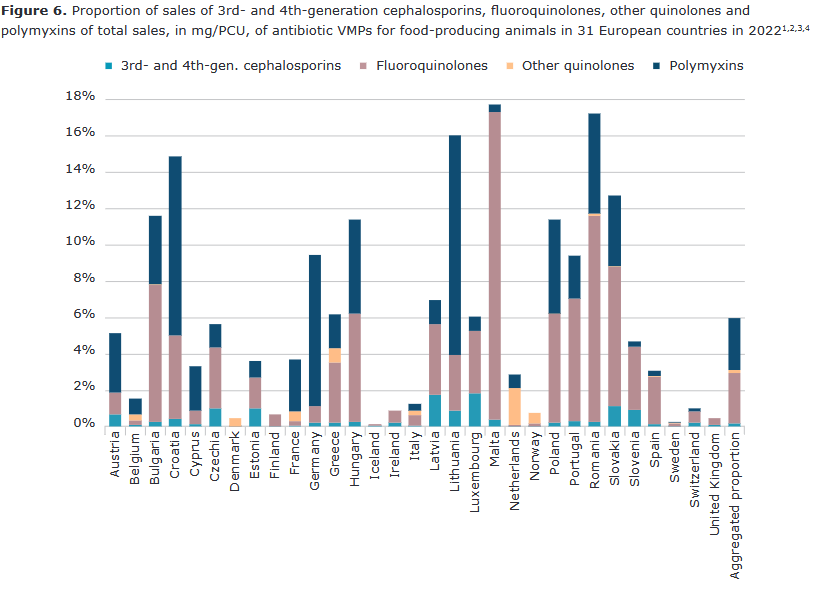 Figure 6. Proportion of sales of 3rd- and 4th-generation cephalosporins, fluoroquinolones, other quinolones and
polymyxins of total sales, in mg/PCU, of antibiotic VMPs for food-producing animals in 31 European countries in 2022¹,²,³,⁴
3rd- and 4th-gen. cephalosporins Fluoroquinolones Other quinolones Polymyxins
18%
16%
14%
12%
10%
8%
6%
4%
2%
0%
Austria
Belgium
Bulgaria
Croatia
Cyprus
Czechia
Denmark
Estonia
Finland
France
Germany
Greece
Hungary
Iceland
Ireland
Italy
Latvia
Lithuania
Luxembourg
Malta
Netherlands
Norway
Poland
Portugal
Romania
Slovakia
Slovenia
Spain
Sweden
Switzerland
United Kingdom
Aggregated proportion